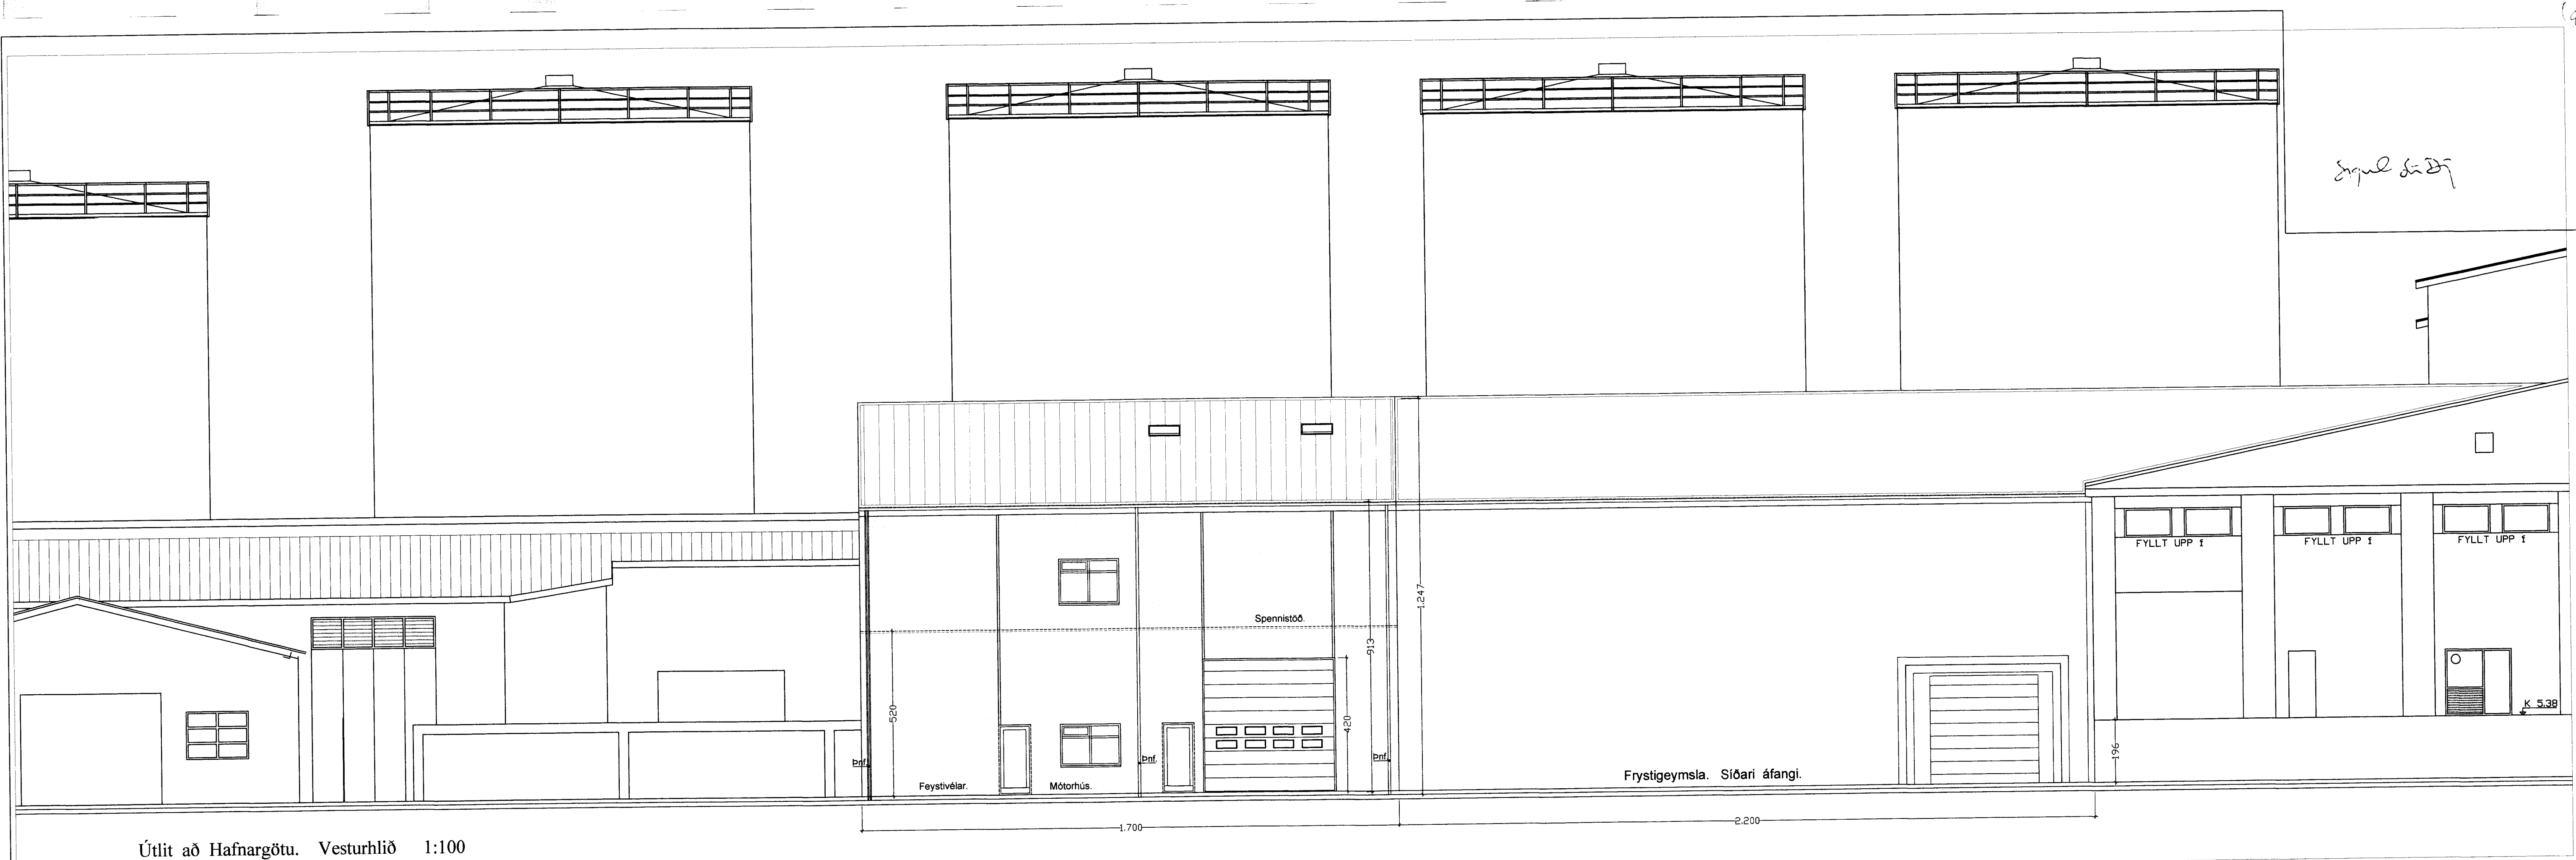 FYLLT UPP Í
FYLLT UPP Í
FYLLT UPP Í
1.247
Spennistöð.
913
520
420
K 5.38
Þnf.
Þnf.
Þnf.
196
Feystivélar.
Mótorhús.
Frystigeymsla. Síðari áfangi.
1.700
2.200
Útlit að Hafnargötu. Vesturhlið 1:100